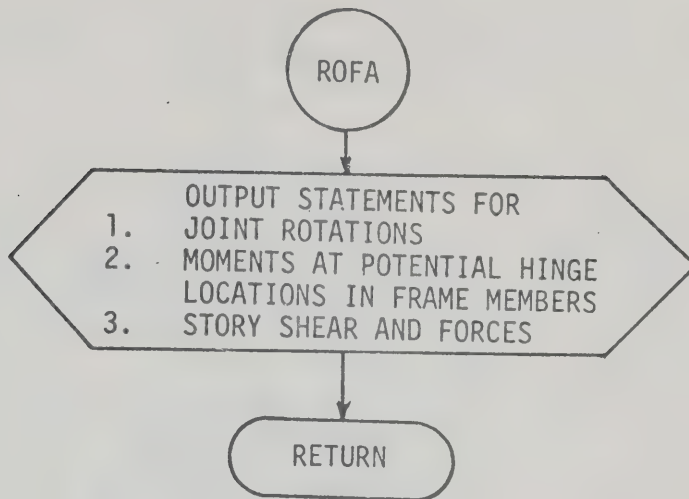 ROFA
OUTPUT STATEMENTS FOR
1. JOINT ROTATIONS
2. MOMENTS AT POTENTIAL HINGE
LOCATIONS IN FRAME MEMBERS
3. STORY SHEAR AND FORCES
RETURN